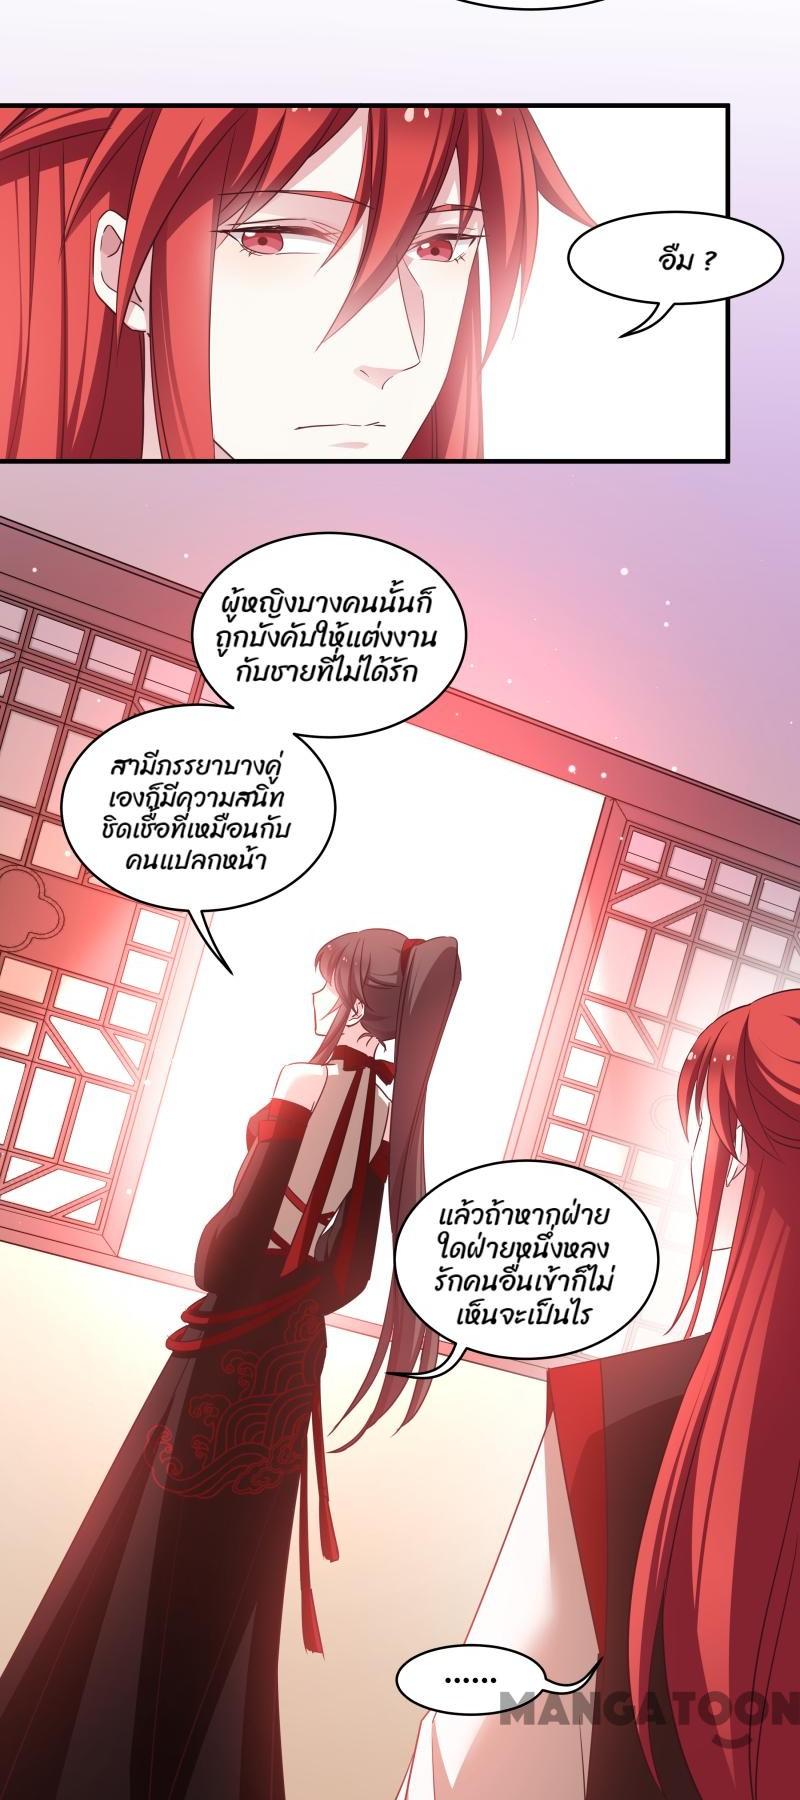 อืม ?
ผู้หญิงบางคนนั้นก็
ถูกบังคับให้แต่งงาน
กับชายที่ไม่ได้รัก
สามีภรรยาบางคู่
เองก็มีความสนิท
ชิดเชื้อที่เหมือนกับ
คนแปลกหน้า
แล้วถ้าหากฝ่าย
ใดฝ่ายหนึ่งหลง
รักคนอื่นเข้าก็ไม่
เห็นจะเป็นไร
......
MANGATOON